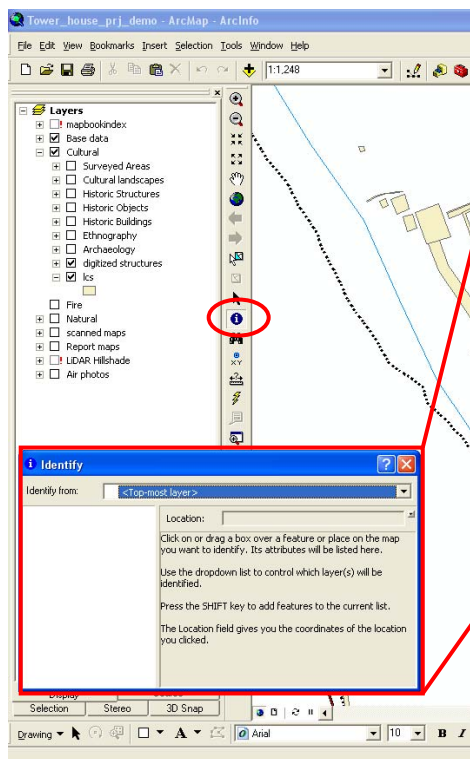 Tower_house_prj_demo - ArcMap - ArcInfo
File Edit View Bookmarks Insert Selection Tools Window Help
1:1,248
Layers
mapbookindex
Base data
Cultural
Surveyed Areas
Cultural landscapes
Historic Structures
Historic Objects
Historic Buildings
Ethnography
Archaeology
digitized structures
lcs
Fire
Natural
scanned maps
Report maps
LiDAR Hillshade
Air photos
XY
Identify
Identify from: <Top-most layer>
Location:
Click on or drag a box over a feature or place on the map
you want to identify. Its attributes will be listed here.
Use the dropdown list to control which layer(s) will be
identified.
Press the SHIFT key to add features to the current list.
The Location field gives you the coordinates of the location
you clicked.
Display
Selection Stereo 3D Snap
Drawing A Arial 10 B I